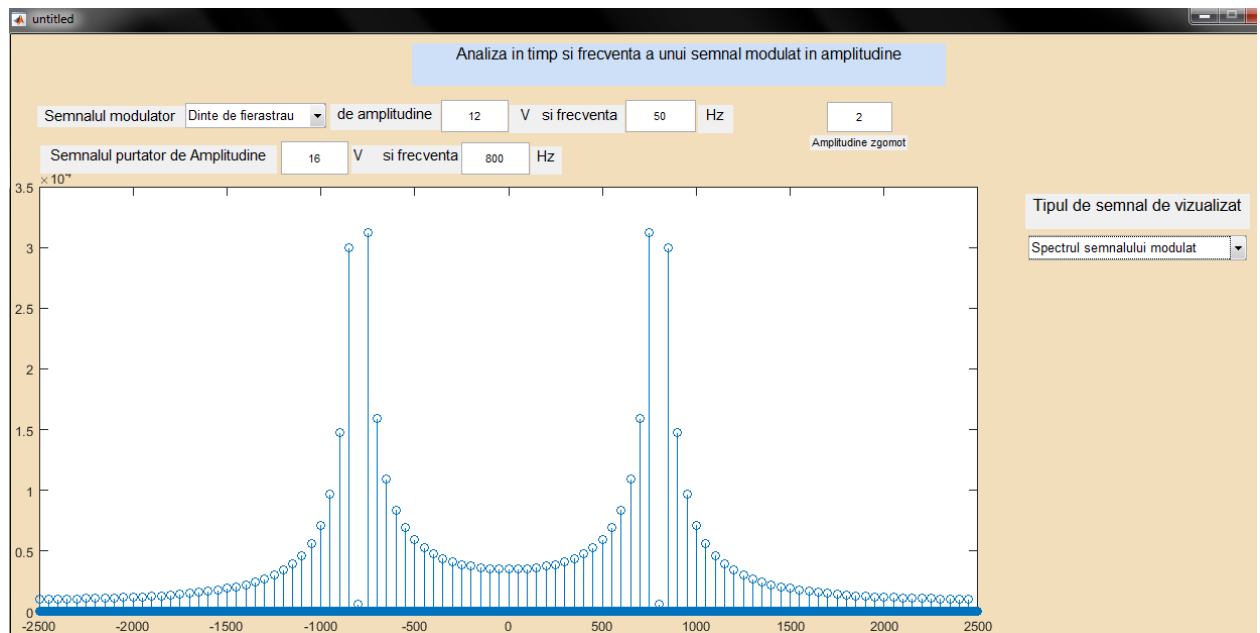 untitled
Analiza in timp si frecventa a unui semnal modulat in amplitudine
Semnalul modulator Dinte de fierastrau de amplitudine 12 V si frecventa 50 Hz 2
Amplitudine zgomot
Semnalul purtator de Amplitudine 16 V si frecventa 800 Hz
× 10⁻⁴
3.5
3
2.5
2
1.5
1
0.5
0
-2500 -2000 -1500 -1000 -500 0 500 1000 1500 2000 2500
Tipul de semnal de vizualizat
Spectrul semnalului modulat